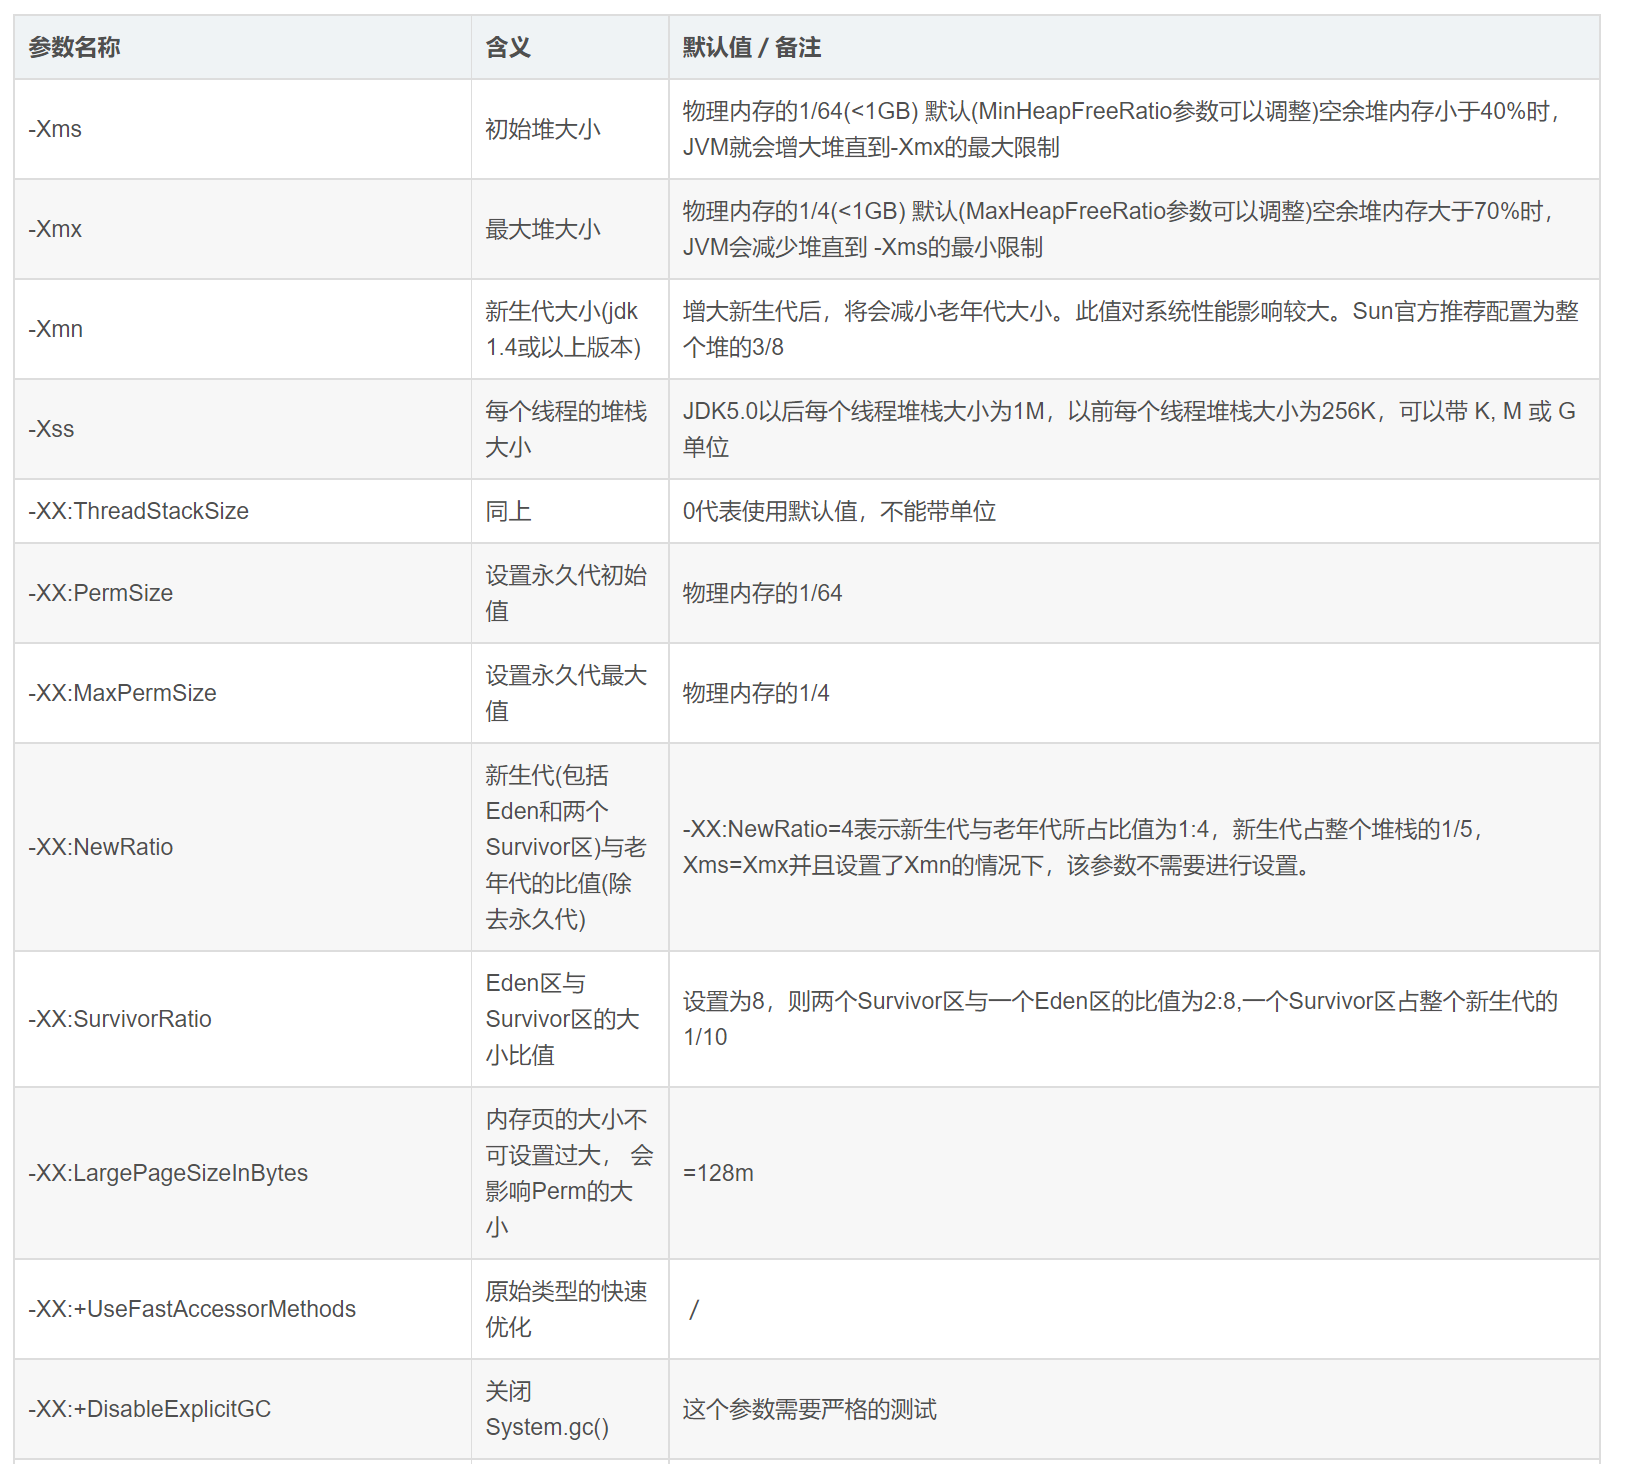 参数名称
含义
默认值 / 备注
-Xms
初始堆大小
物理内存的1/64(<1GB) 默认(MinHeapFreeRatio参数可以调整)空余堆内存小于40%时，
JVM就会增大堆直到-Xmx的最大限制
-Xmx
最大堆大小
物理内存的1/4(<1GB) 默认(MaxHeapFreeRatio参数可以调整)空余堆内存大于70%时，
JVM会减少堆直到 -Xms的最小限制
-Xmn
新生代大小(jdk
1.4或以上版本)
增大新生代后，将会减小老年代大小。此值对系统性能影响较大。Sun官方推荐配置为整
个堆的3/8
-Xss
每个线程的堆栈
大小
JDK5.0以后每个线程堆栈大小为1M，以前每个线程堆栈大小为256K，可以带 K, M 或 G
单位
-XX:ThreadStackSize
同上
0代表使用默认值，不能带单位
-XX:PermSize
设置永久代初始
值
物理内存的1/64
-XX:MaxPermSize
设置永久代最大
值
物理内存的1/4
-XX:NewRatio
新生代(包括
Eden和两个
Survivor区)与老
年代的比值(除
去永久代)
-XX:NewRatio=4表示新生代与老年代所占比值为1:4，新生代占整个堆栈的1/5，
Xms=Xmx并且设置了Xmn的情况下，该参数不需要进行设置。
-XX:SurvivorRatio
Eden区与
Survivor区的大
小比值
设置为8，则两个Survivor区与一个Eden区的比值为2:8,一个Survivor区占整个新生代的
1/10
-XX:LargePageSizeInBytes
内存页的大小不
可设置过大， 会
影响Perm的大
小
=128m
-XX:+UseFastAccessorMethods
原始类型的快速
优化
/
-XX:+DisableExplicitGC
关闭
System.gc()
这个参数需要严格的测试